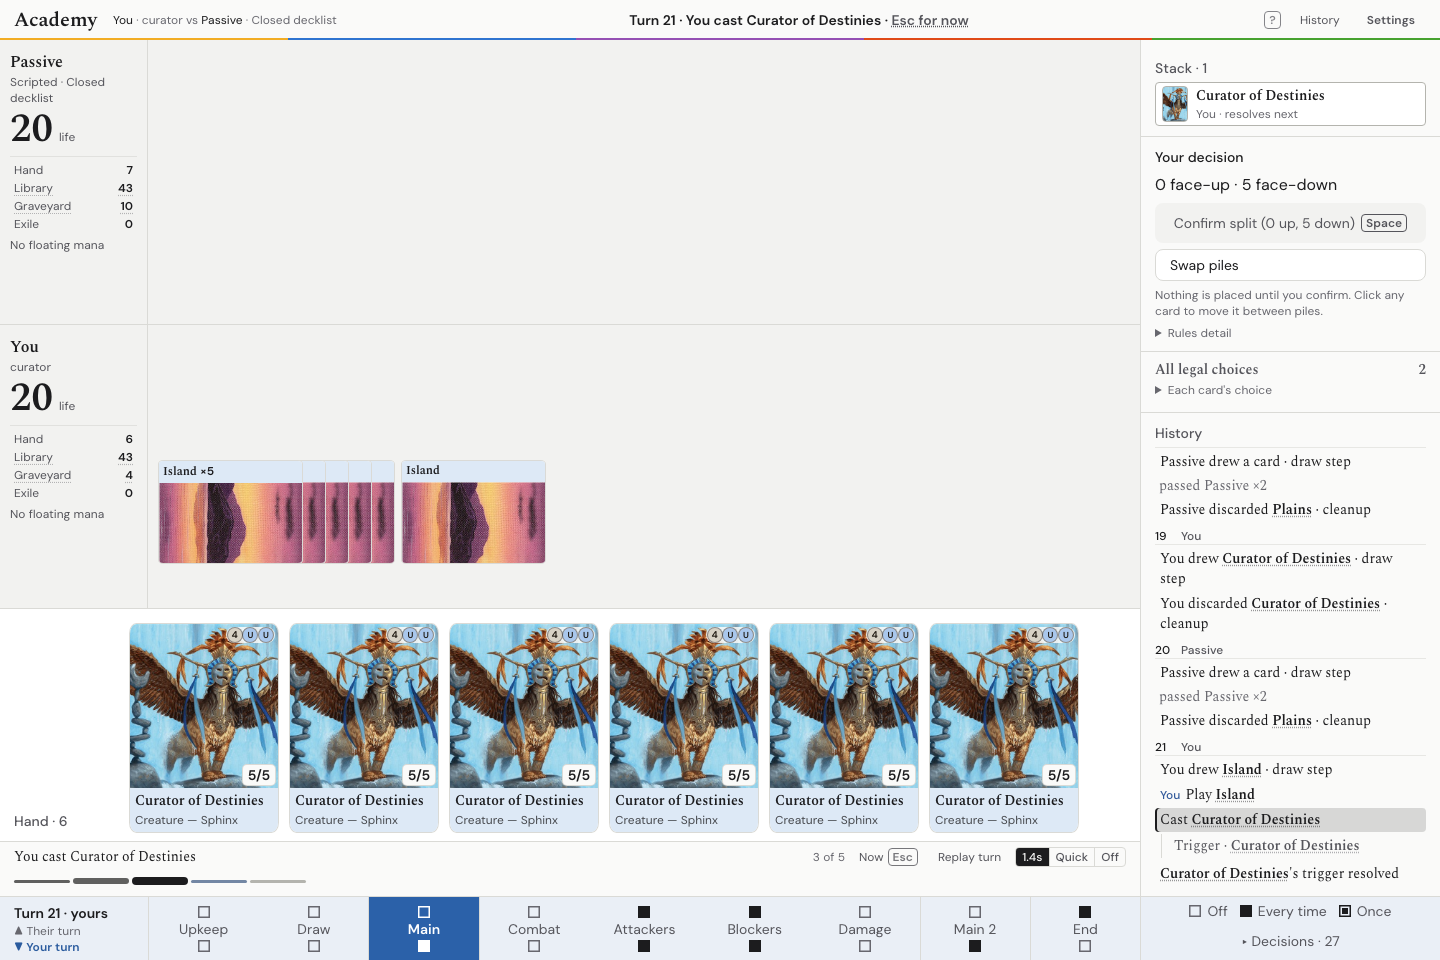 Academy
You · curator vs Passive · Closed decklist
Turn 21 · You cast Curator of Destinies · Esc for now
?
History
Settings
Passive
Scripted · Closed
decklist
20 life
Hand 7
Library 43
Graveyard 10
Exile 0
No floating mana
You
curator
20 life
Hand 6
Library 43
Graveyard 4
Exile 0
No floating mana
Island ×5
Island
Hand · 6
4 U U
5/5
Curator of Destinies
Creature — Sphinx
4 U U
5/5
Curator of Destinies
Creature — Sphinx
4 U U
5/5
Curator of Destinies
Creature — Sphinx
4 U U
5/5
Curator of Destinies
Creature — Sphinx
4 U U
5/5
Curator of Destinies
Creature — Sphinx
4 U U
5/5
Curator of Destinies
Creature — Sphinx
You cast Curator of Destinies
3 of 5
Now Esc
Replay turn
1.4s Quick Off
Turn 21 · yours
▲ Their turn
▼ Your turn
Upkeep
Draw
Main
Combat
Attackers
Blockers
Damage
Main 2
End
Stack · 1
Curator of Destinies
You · resolves next
Your decision
0 face-up · 5 face-down
Confirm split (0 up, 5 down) Space
Swap piles
Nothing is placed until you confirm. Click any
card to move it between piles.
▶ Rules detail
All legal choices 2
▶ Each card's choice
History
Passive drew a card · draw step
passed Passive ×2
Passive discarded Plains · cleanup
19 You
You drew Curator of Destinies · draw
step
You discarded Curator of Destinies ·
cleanup
20 Passive
Passive drew a card · draw step
passed Passive ×2
Passive discarded Plains · cleanup
21 You
You drew Island · draw step
You Play Island
Cast Curator of Destinies
Trigger · Curator of Destinies
Curator of Destinies's trigger resolved
Off Every time Once
▸ Decisions · 27